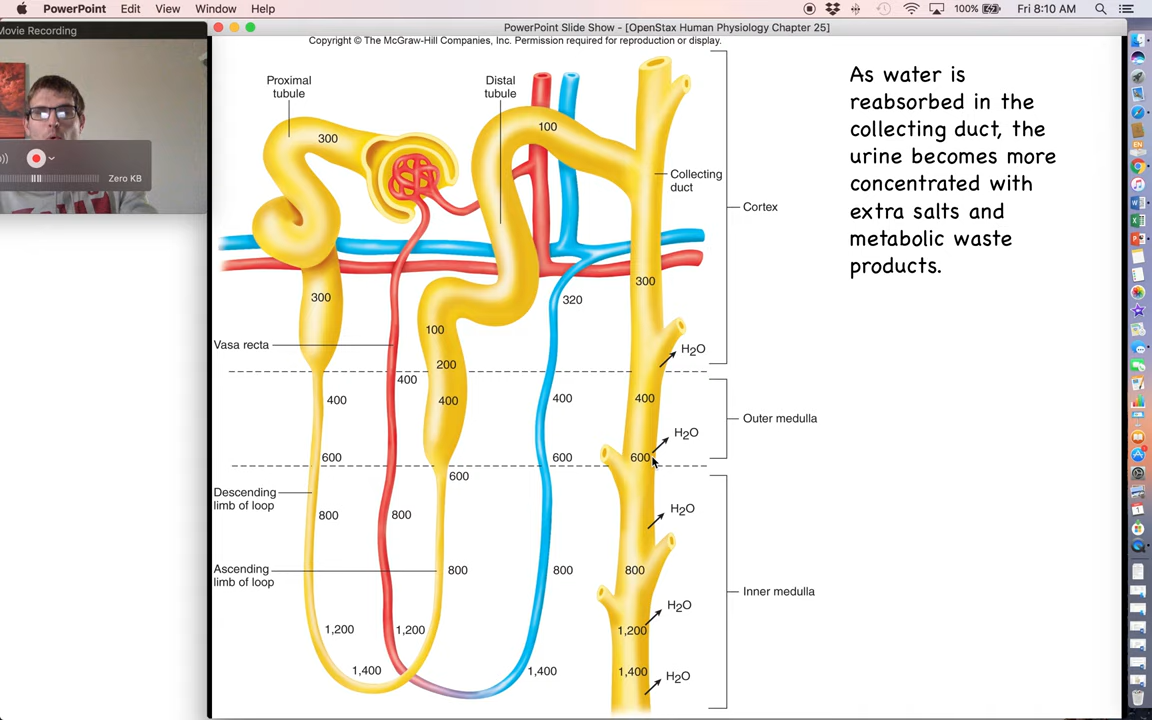 PowerPoint Edit View Window Help
100% Fri 8:10 AM
Movie Recording
PowerPoint Slide Show - [OpenStax Human Physiology Chapter 25]
Copyright © The McGraw-Hill Companies, Inc. Permission required for reproduction or display.
Zero KB
Proximal
tubule
Distal
tubule
300
100
Collecting
duct
Cortex
300
300
320
100
Vasa recta
H2O
200
400
400
400
400
400
Outer medulla
H2O
600
600
600
600
Descending
limb of loop
800
800
H2O
Ascending
limb of loop
800
800
800
Inner medulla
H2O
1,200
1,200
1,200
1,400
1,400
1,400
H2O
As water is
reabsorbed in the
collecting duct, the
urine becomes more
concentrated with
extra salts and
metabolic waste
products.